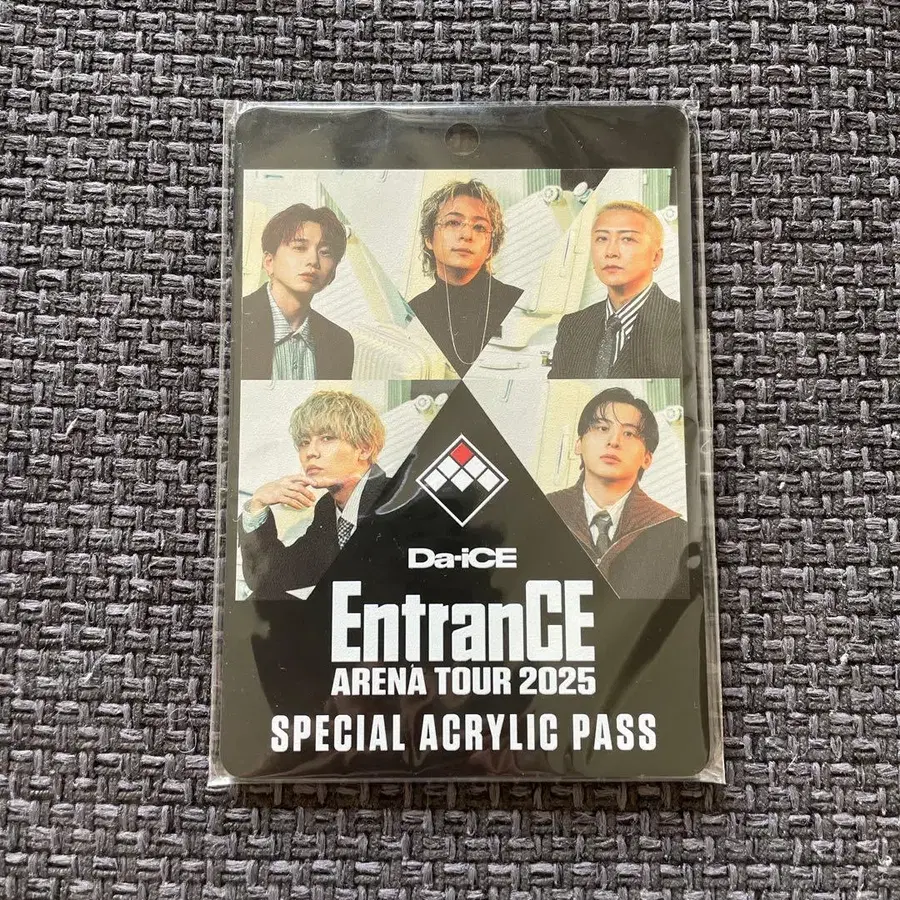 Da-iCE
EntranCE
ARENA TOUR 2025
SPECIAL ACRYLIC PASS